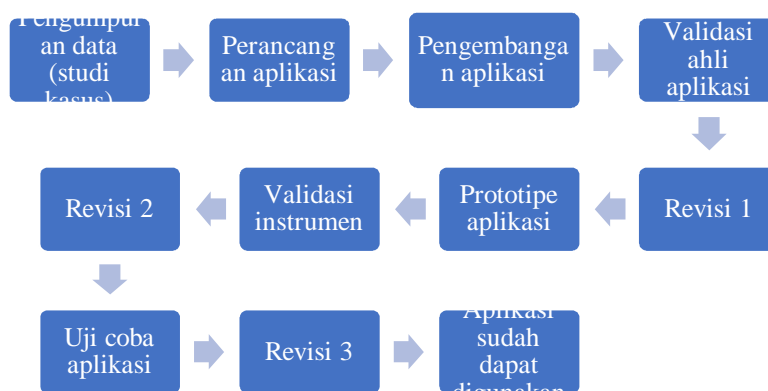 Pengumpul
an data
(studi
kasus)
Perancang
an aplikasi
Pengembanga
n aplikasi
Validasi
ahli
aplikasi
Revisi 1
Prototipe
aplikasi
Validasi
instrumen
Revisi 2
Uji coba
aplikasi
Revisi 3
Aplikasi
sudah
dapat
digunakan